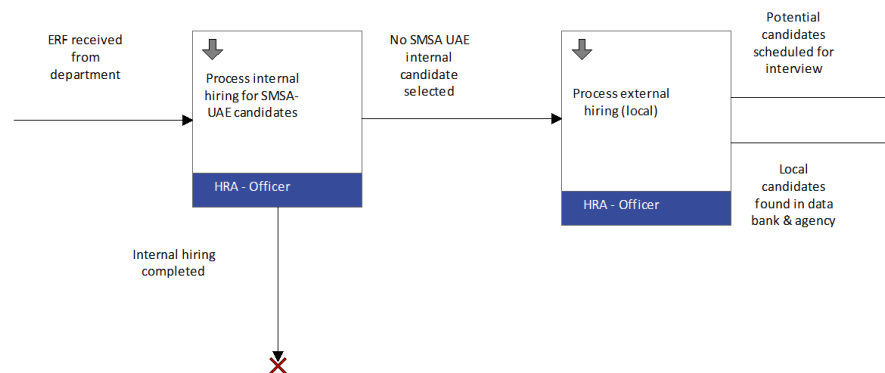 ERF received
from
department
Process internal
hiring for SMSA-
UAE candidates
HRA - Officer
Internal hiring
completed
No SMSA UAE
internal
candidate
selected
Process external
hiring (local)
HRA - Officer
Potential
candidates
scheduled for
interview
Local
candidates
found in data
bank & agency